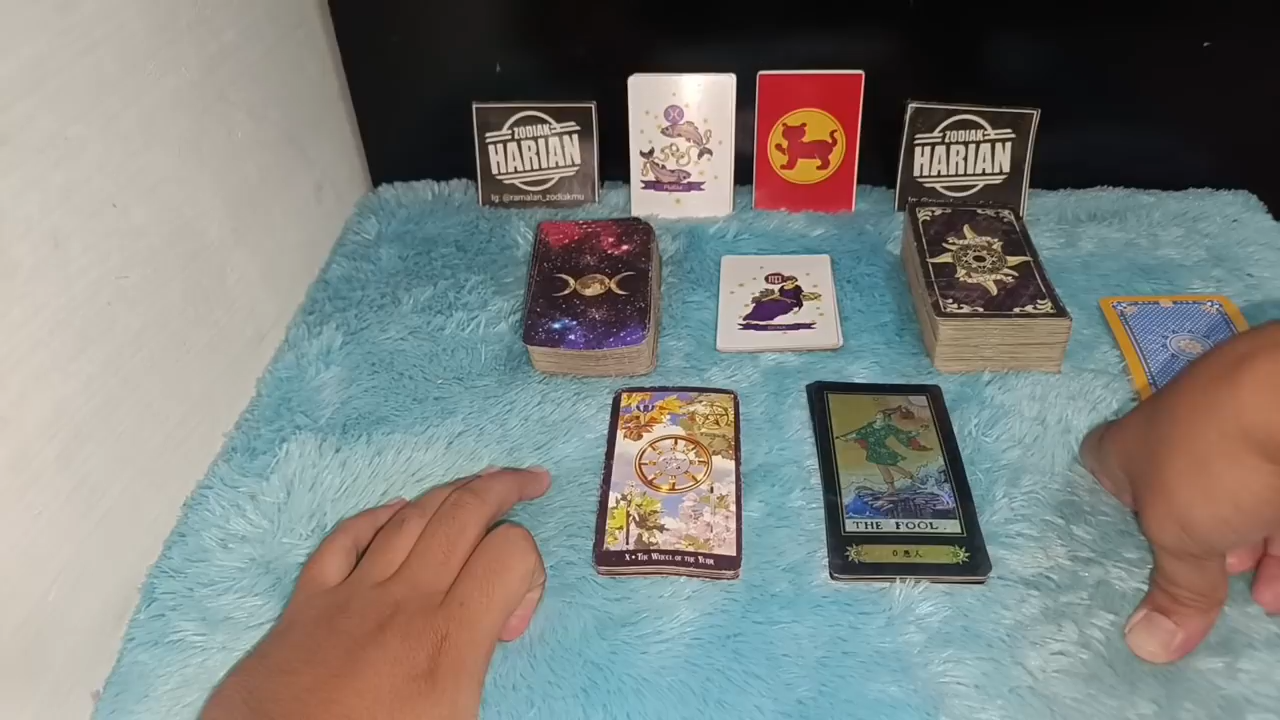 ZODIAK
HARIAN
Ig: @ramalan_zodiakmu
ZODIAK
HARIAN
X • THE WHEEL OF THE YEAR
THE FOOL.
0 愚人